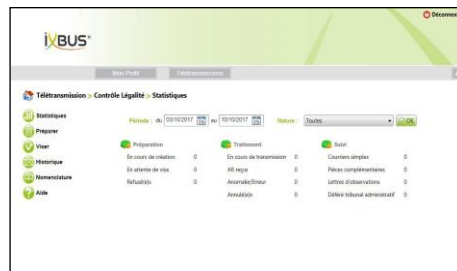 Déconnex
iXBUS
Mon Profil Télétransmissions
Télétransmission > Contrôle Légalité > Statistiques
Statistiques
Préparer
Viser
Historique
Nomenclature
Aide
Période : du 03/10/2017 au 10/10/2017 Nature : Toutes OK
Préparation
En cours de création 0
En attente de visa 0
Refusé(e)s 0
Traitement
En cours de transmission 0
AR reçus 0
Anomalie/Erreur 0
Annulé(e)s 0
Suivi
Courriers simples 0
Pièces complémentaires 0
Lettres d'observations 0
Déféré tribunal administratif 0